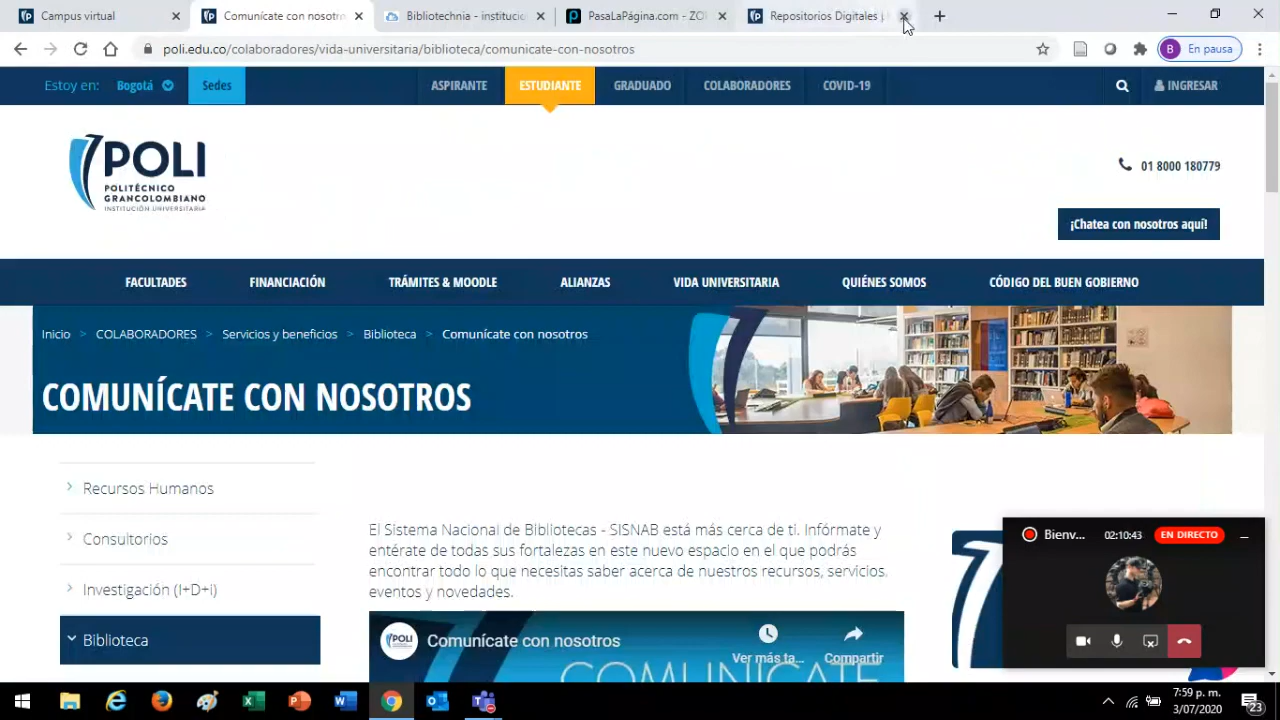 Campus virtual
Comunícate con nosotro
Bibliotechnia - institucio
PasaLaPágina.com - ZO
Repositorios Digitales |
poli.edu.co/colaboradores/vida-universitaria/biblioteca/comunicate-con-nosotros
B En pausa
Estoy en: Bogotá Sedes ASPIRANTE ESTUDIANTE GRADUADO COLABORADORES COVID-19 INGRESAR
POLI
POLITÉCNICO
GRANCOLOMBIANO
INSTITUCIÓN UNIVERSITARIA
01 8000 180779
¡Chatea con nosotros aquí!
FACULTADES FINANCIACIÓN TRÁMITES & MOODLE ALIANZAS VIDA UNIVERSITARIA QUIÉNES SOMOS CÓDIGO DEL BUEN GOBIERNO
Inicio > COLABORADORES > Servicios y beneficios > Biblioteca > Comunícate con nosotros
COMUNÍCATE CON NOSOTROS
Recursos Humanos
Consultorios
Investigación (I+D+i)
Biblioteca
El Sistema Nacional de Bibliotecas - SISNAB está más cerca de ti. Infórmate y
entérate de todas sus fortalezas en este nuevo espacio en el que podrás
encontrar todo lo que necesitas saber acerca de nuestros recursos, servicios,
eventos y novedades.
POLI Comunícate con nosotros
Ver más ta... Compartir
COMUNÍCATE
Bienv... 02:10:43 EN DIRECTO
7:59 p. m.
3/07/2020
23